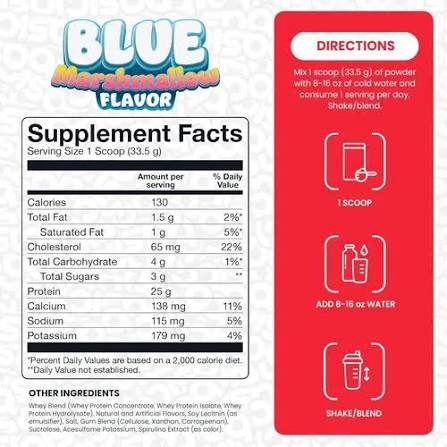 BLUE
Marshmallow
FLAVOR
Supplement Facts
Serving Size 1 Scoop (33.5 g)
Amount per serving % Daily Value
Calories 130
Total Fat 1.5 g 2%*
Saturated Fat 1 g 5%*
Cholesterol 65 mg 22%
Total Carbohydrate 4 g 1%*
Total Sugars 3 g **
Protein 25 g
Calcium 138 mg 11%
Sodium 115 mg 5%
Potassium 179 mg 4%
*Percent Daily Values are based on a 2,000 calorie diet.
**Daily Value not established.
OTHER INGREDIENTS
Whey Blend (Whey Protein Concentrate, Whey Protein Isolate, Whey
Protein Hydrolysate), Natural and Artificial Flavors, Soy Lecithin (as
emulsifier), Salt, Gum Blend (Cellulose, Xanthan, Carrageenan),
Sucralose, Acesulfame Potassium, Spirulina Extract (as color).
DIRECTIONS
Mix 1 scoop (33.5 g) of powder
with 8-16 oz of cold water and
consume 1 serving per day.
Shake/blend.
1 SCOOP
ADD 8-16 oz WATER
SHAKE/BLEND